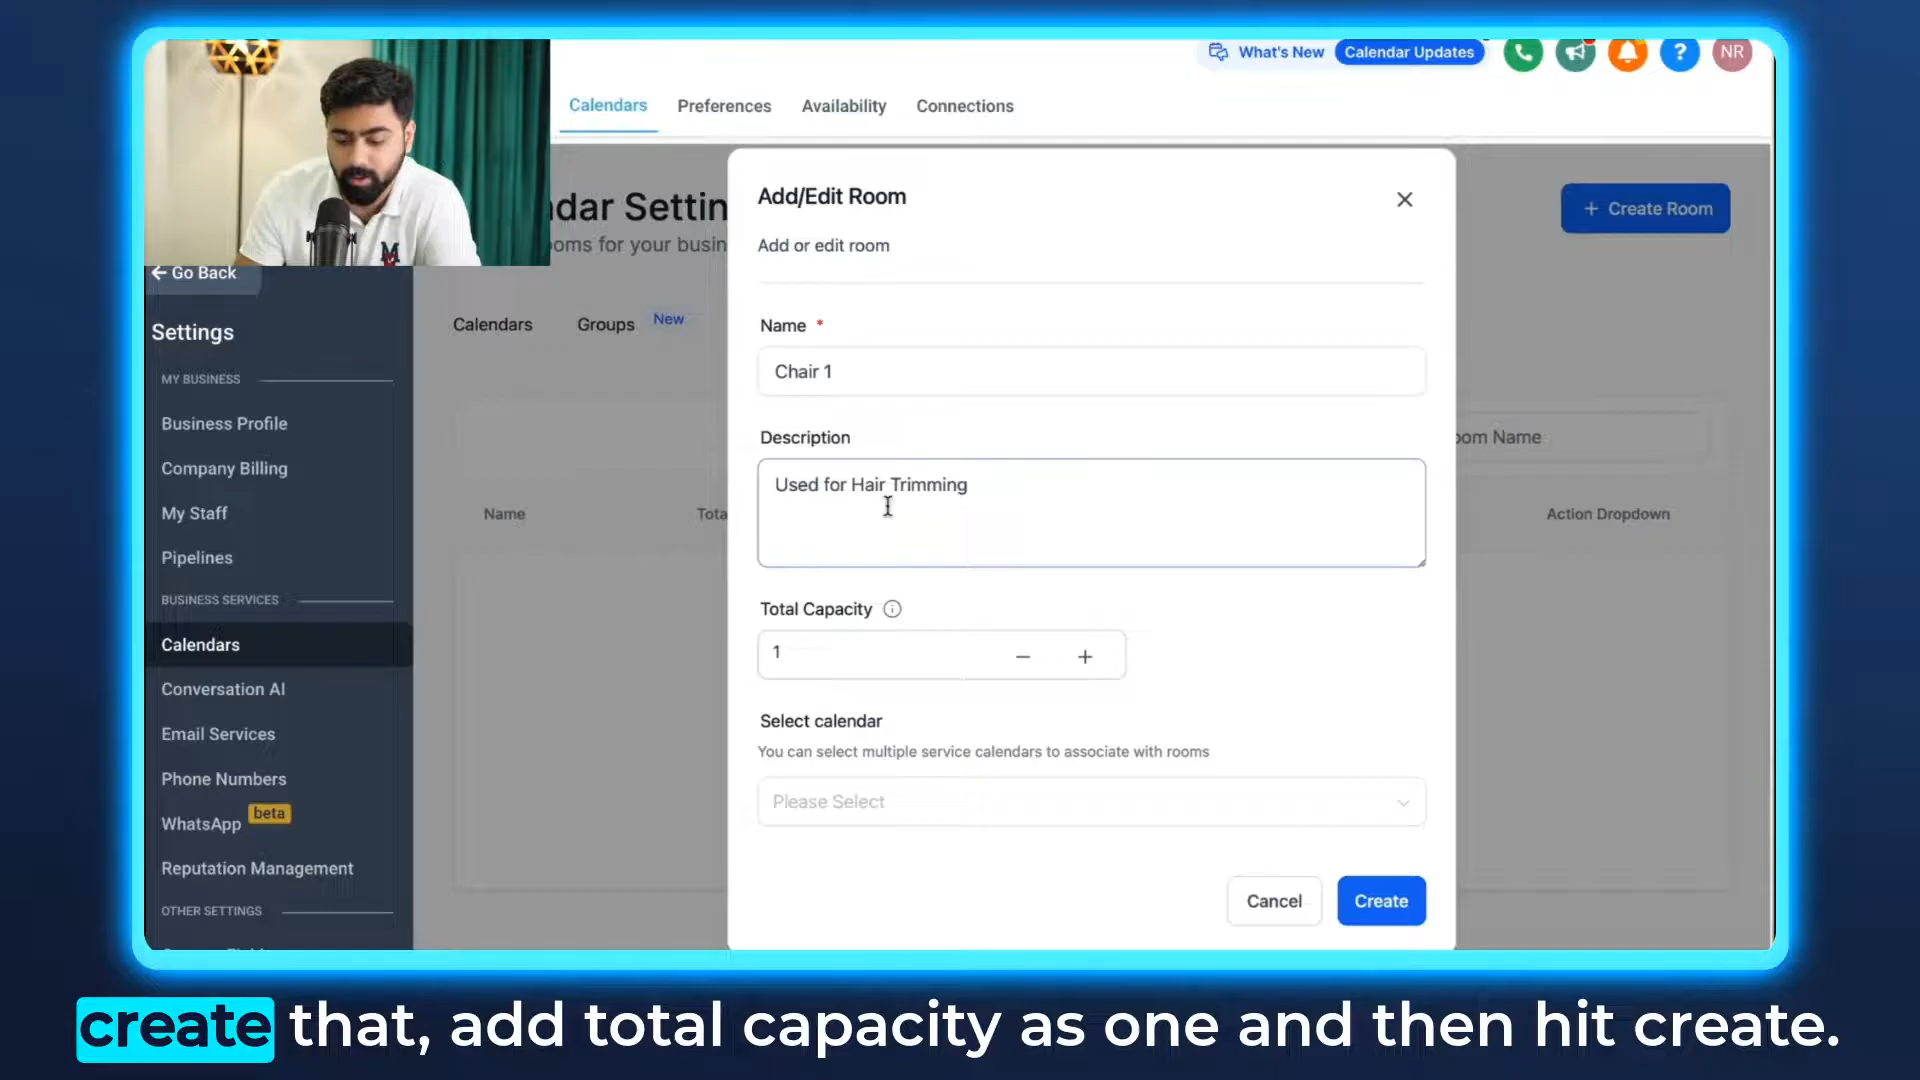 What's New
Calendar Updates
NR
Calendars
Preferences
Availability
Connections
dar Settin
ooms for your busin
+ Create Room
Go Back
Settings
MY BUSINESS
Business Profile
Company Billing
My Staff
Pipelines
BUSINESS SERVICES
Calendars
Conversation AI
Email Services
Phone Numbers
WhatsApp beta
Reputation Management
OTHER SETTINGS
Calendars
Groups
New
oom Name
Name
Tota
Action Dropdown
Add/Edit Room
Add or edit room
Name *
Chair 1
Description
Used for Hair Trimming
Total Capacity
1
Select calendar
You can select multiple service calendars to associate with rooms
Please Select
Cancel
Create
create that, add total capacity as one and then hit create.